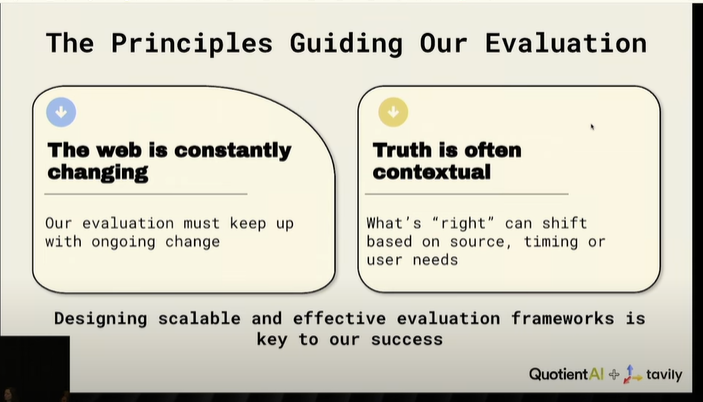 The Principles Guiding Our Evaluation
The web is constantly
changing
Our evaluation must keep up
with ongoing change
Truth is often
contextual
What's “right” can shift
based on source, timing or
user needs
Designing scalable and effective evaluation frameworks is
key to our success
QuotientAI + tavily